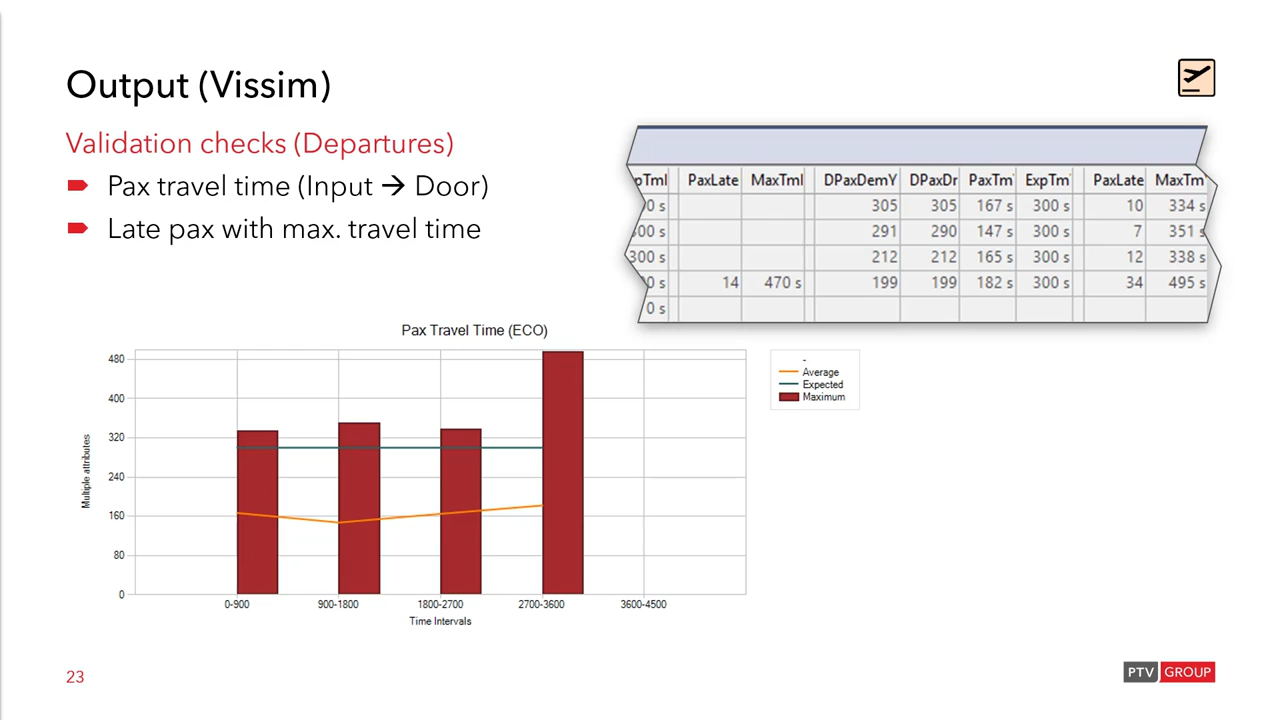 Output (Vissim)
Validation checks (Departures)
Pax travel time (Input → Door)
Late pax with max. travel time
PaxLate MaxTml DPaxDemY DPaxDr PaxTm ExpTm PaxLate MaxTm
305 305 167 s 300 s 10 334 s
291 290 147 s 300 s 7 351 s
300 s 212 212 165 s 300 s 12 338 s
14 470 s 199 199 182 s 300 s 34 495 s
0 s
Pax Travel Time (ECO)
480
400
320
240
160
80
0
Multiple attributes
0-900 900-1800 1800-2700 2700-3600 3600-4500
Time Intervals
-
Average
Expected
Maximum
23
PTV GROUP